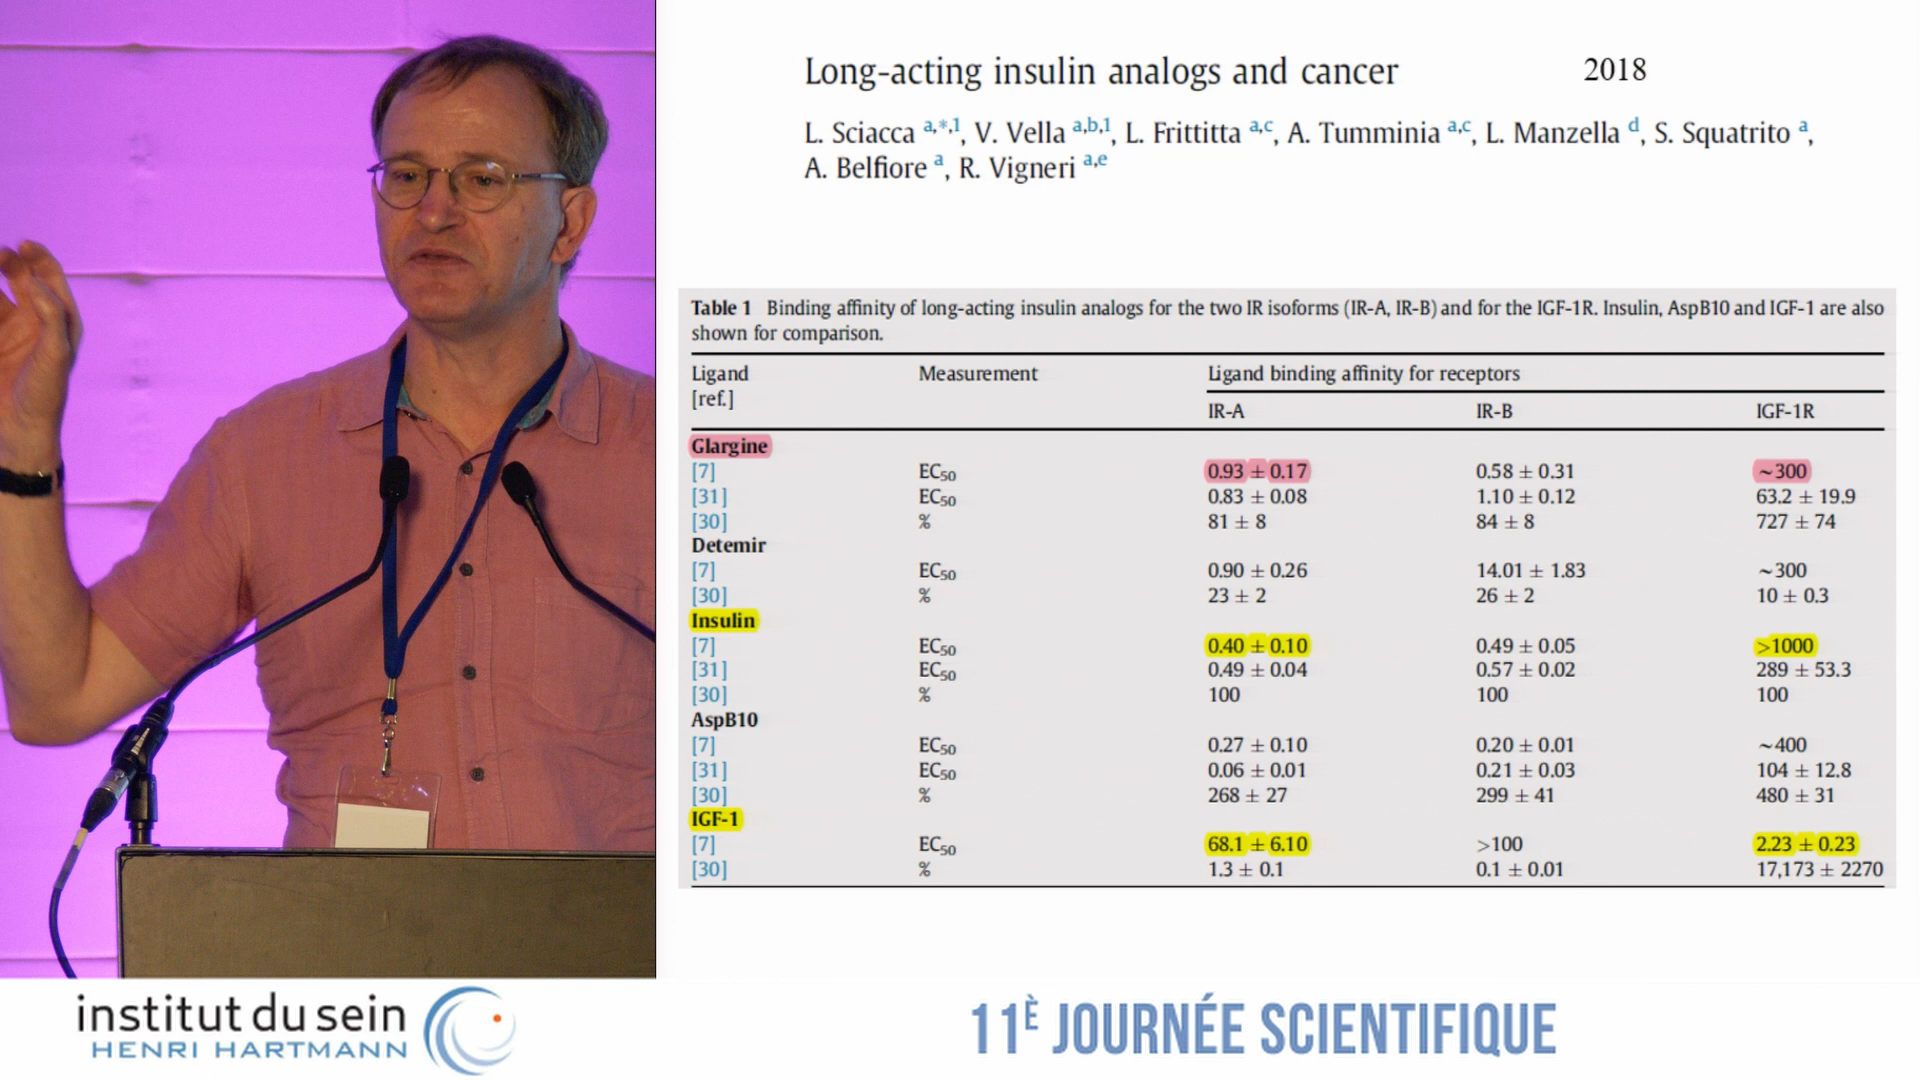 Long-acting insulin analogs and cancer 2018
L. Sciacca a,*,1, V. Vella a,b,1, L. Frittitta a,c, A. Tumminia a,c, L. Manzella d, S. Squatrito a,
A. Belfiore a, R. Vigneri a,e
Table 1 Binding affinity of long-acting insulin analogs for the two IR isoforms (IR-A, IR-B) and for the IGF-1R. Insulin, AspB10 and IGF-1 are also
shown for comparison.
Ligand Measurement Ligand binding affinity for receptors
[ref.]
IR-A IR-B IGF-1R
Glargine
[7] EC50 0.93 ± 0.17 0.58 ± 0.31 ~300
[31] EC50 0.83 ± 0.08 1.10 ± 0.12 63.2 ± 19.9
[30] % 81 ± 8 84 ± 8 727 ± 74
Detemir
[7] EC50 0.90 ± 0.26 14.01 ± 1.83 ~300
[30] % 23 ± 2 26 ± 2 10 ± 0.3
Insulin
[7] EC50 0.40 ± 0.10 0.49 ± 0.05 >1000
[31] EC50 0.49 ± 0.04 0.57 ± 0.02 289 ± 53.3
[30] % 100 100 100
AspB10
[7] EC50 0.27 ± 0.10 0.20 ± 0.01 ~400
[31] EC50 0.06 ± 0.01 0.21 ± 0.03 104 ± 12.8
[30] % 268 ± 27 299 ± 41 480 ± 31
IGF-1
[7] EC50 68.1 ± 6.10 >100 2.23 ± 0.23
[30] % 1.3 ± 0.1 0.1 ± 0.01 17,173 ± 2270
institut du sein
HENRI HARTMANN
11È JOURNÉE SCIENTIFIQUE